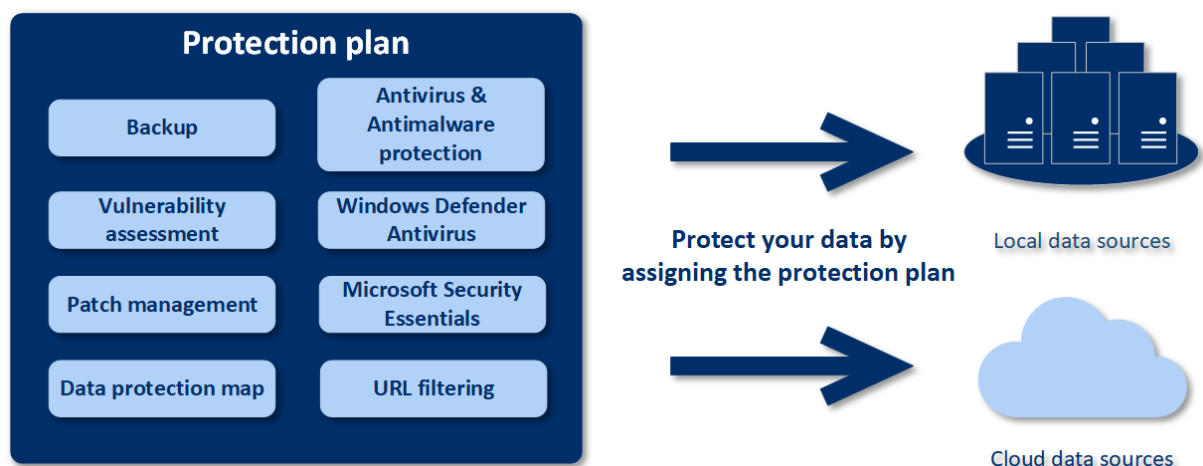 Protection plan
Backup
Antivirus &
Antimalware
protection
Vulnerability
assessment
Windows Defender
Antivirus
Patch management
Microsoft Security
Essentials
Data protection map
URL filtering
Protect your data by
assigning the protection plan
Local data sources
Cloud data sources